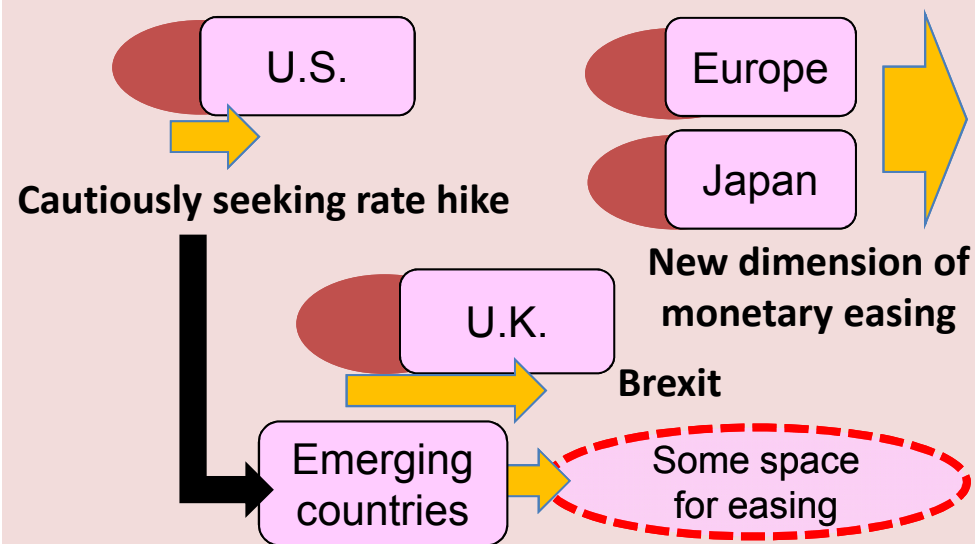 U.S.
Cautiously seeking rate hike
Europe
Japan
New dimension of
monetary easing
U.K.
Brexit
Emerging
countries
Some space
for easing